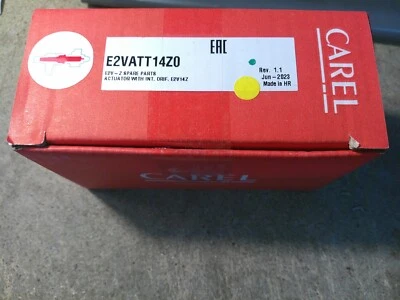 E2VATT14Z0
EAC
E2V - Z SPARE PARTS
ACTUATOR WITH INT. ORIF. E2V14Z
Rev. 1.1
Jun-2023
Made in HR
CAREL
CAREL